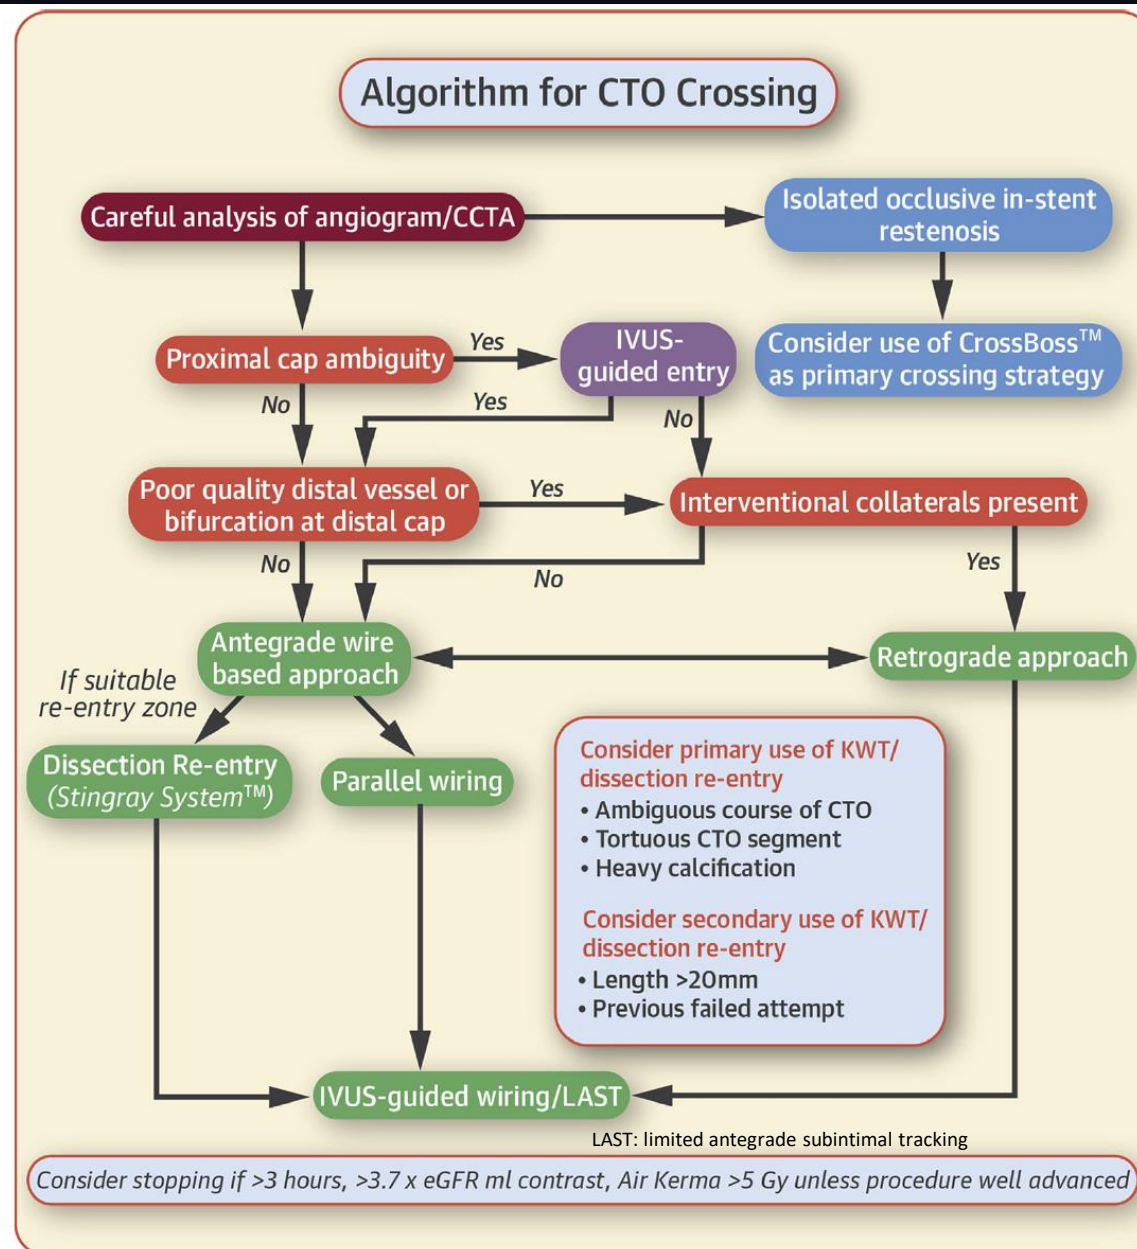 Algorithm for CTO Crossing
Careful analysis of angiogram/CCTA
Isolated occlusive in-stent
restenosis
Proximal cap ambiguity
Yes
IVUS-
guided entry
Consider use of CrossBoss™
as primary crossing strategy
No
Yes
No
Poor quality distal vessel or
bifurcation at distal cap
Yes
Interventional collaterals present
No
No
Yes
Antegrade wire
based approach
Retrograde approach
If suitable
re-entry zone
Dissection Re-entry
(Stingray System™)
Parallel wiring
Consider primary use of KWT/
dissection re-entry
• Ambiguous course of CTO
• Tortuous CTO segment
• Heavy calcification
Consider secondary use of KWT/
dissection re-entry
• Length >20mm
• Previous failed attempt
IVUS-guided wiring/LAST
LAST: limited antegrade subintimal tracking
Consider stopping if >3 hours, >3.7 x eGFR ml contrast, Air Kerma >5 Gy unless procedure well advanced